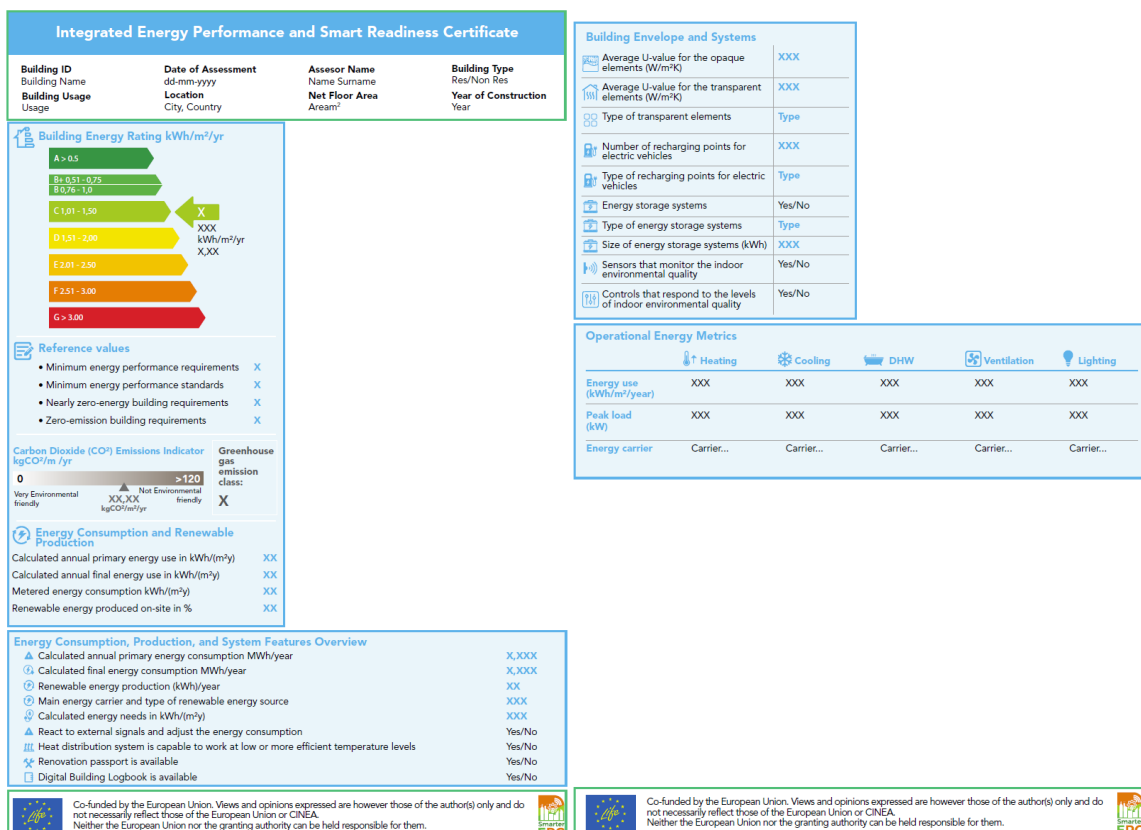 Integrated Energy Performance and Smart Readiness Certificate
Building ID
Building Name
Date of Assessment
dd-mm-yyyy
Assessor Name
Name Surname
Building Type
Res/Non Res
Building Usage
Usage
Location
City, Country
Net Floor Area
Aream²
Year of Construction
Year
Building Energy Rating kWh/m²/yr
A > 0.5
B+ 0,51 - 0,75
B 0,76 - 1,0
C 1,01 - 1,50
X
XXX
kWh/m²/yr
X,XX
D 1,51 - 2,00
E 2.01 - 2.50
F 2.51 - 3.00
G > 3.00
Reference values
• Minimum energy performance requirements X
• Minimum energy performance standards X
• Nearly zero-energy building requirements X
• Zero-emission building requirements X
Carbon Dioxide (CO²) Emissions Indicator
kgCO²/m /yr
0 >120
Very Environmental
friendly
Not Environmental
friendly
XX,XX
kgCO²/m²/yr
Greenhouse
gas
emission
class:
X
Energy Consumption and Renewable
Production
Calculated annual primary energy use in kWh/(m²y) XX
Calculated annual final energy use in kWh/(m²y) XX
Metered energy consumption kWh/(m²y) XX
Renewable energy produced on-site in % XX
Energy Consumption, Production, and System Features Overview
Calculated annual primary energy consumption MWh/year X,XXX
Calculated final energy consumption MWh/year X,XXX
Renewable energy production (kWh)/year XX
Main energy carrier and type of renewable energy source XXX
Calculated energy needs in kWh/(m²y) XXX
React to external signals and adjust the energy consumption Yes/No
Heat distribution system is capable to work at low or more efficient temperature levels Yes/No
Renovation passport is available Yes/No
Digital Building Logbook is available Yes/No
Life
Co-funded by the European Union. Views and opinions expressed are however those of the author(s) only and do
not necessarily reflect those of the European Union or CINEA.
Neither the European Union nor the granting authority can be held responsible for them.
Smarter
EPC
Building Envelope and Systems
Average U-value for the opaque
elements (W/m²K) XXX
Average U-value for the transparent
elements (W/m²K) XXX
Type of transparent elements Type
Number of recharging points for
electric vehicles XXX
Type of recharging points for electric
vehicles Type
Energy storage systems Yes/No
Type of energy storage systems Type
Size of energy storage systems (kWh) XXX
Sensors that monitor the indoor
environmental quality Yes/No
Controls that respond to the levels
of indoor environmental quality Yes/No
Operational Energy Metrics
Heating Cooling DHW Ventilation Lighting
Energy use
(kWh/m²/year) XXX XXX XXX XXX XXX
Peak load
(kW) XXX XXX XXX XXX XXX
Energy carrier Carrier... Carrier... Carrier... Carrier... Carrier...
Life
Co-funded by the European Union. Views and opinions expressed are however those of the author(s) only and do
not necessarily reflect those of the European Union or CINEA.
Neither the European Union nor the granting authority can be held responsible for them.
Smarter
EPC